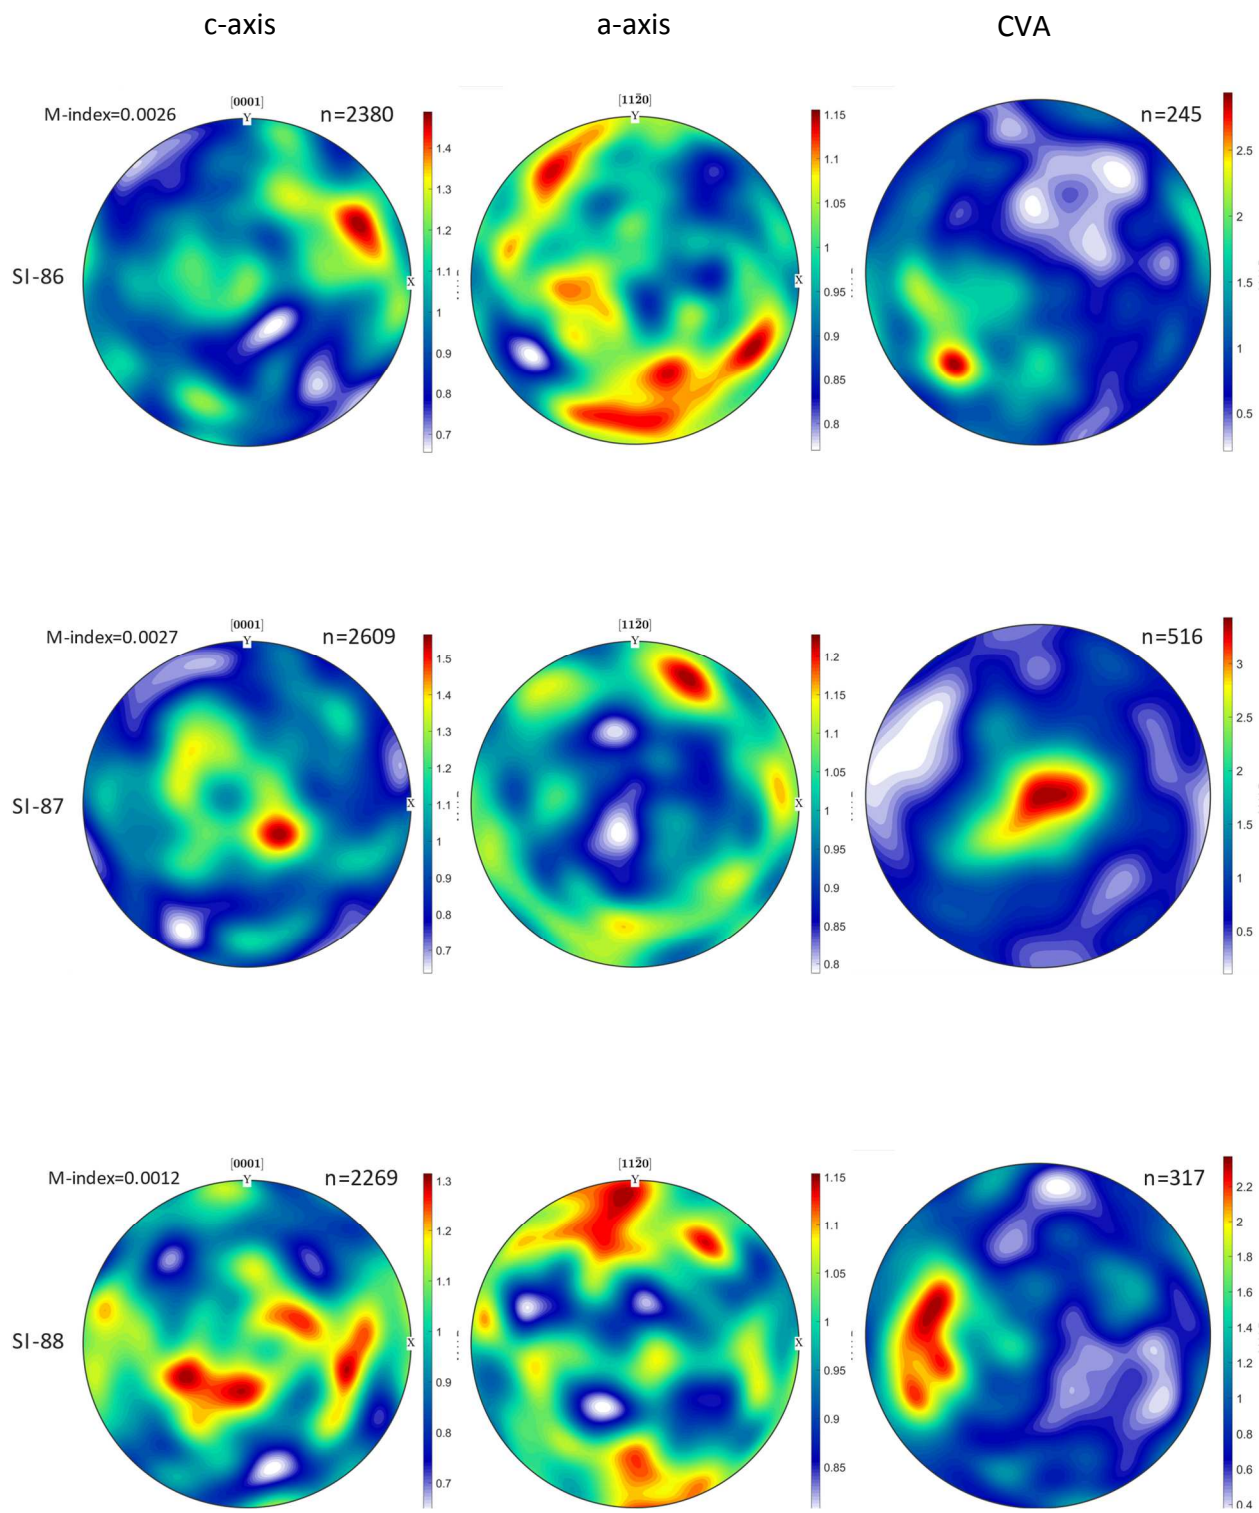 c-axis
a-axis
CVA
M-index=0.0026
[0001]
n=2380
Y
X
1.4
1.3
1.2
1.1
1
0.9
0.8
0.7
[112̄0]
Y
X
1.15
1.1
1.05
1
0.95
0.9
0.85
0.8
n=245
2.5
2
1.5
1
0.5
SI-86
M-index=0.0027
[0001]
n=2609
Y
X
1.5
1.4
1.3
1.2
1.1
1
0.9
0.8
0.7
[112̄0]
Y
X
1.2
1.15
1.1
1.05
1
0.95
0.9
0.85
0.8
n=516
3
2.5
2
1.5
1
0.5
SI-87
M-index=0.0012
[0001]
n=2269
Y
X
1.3
1.2
1.1
1
0.9
0.8
0.7
[112̄0]
Y
X
1.15
1.1
1.05
1
0.95
0.9
0.85
n=317
2.2
2
1.8
1.6
1.4
1.2
1
0.8
0.6
0.4
SI-88